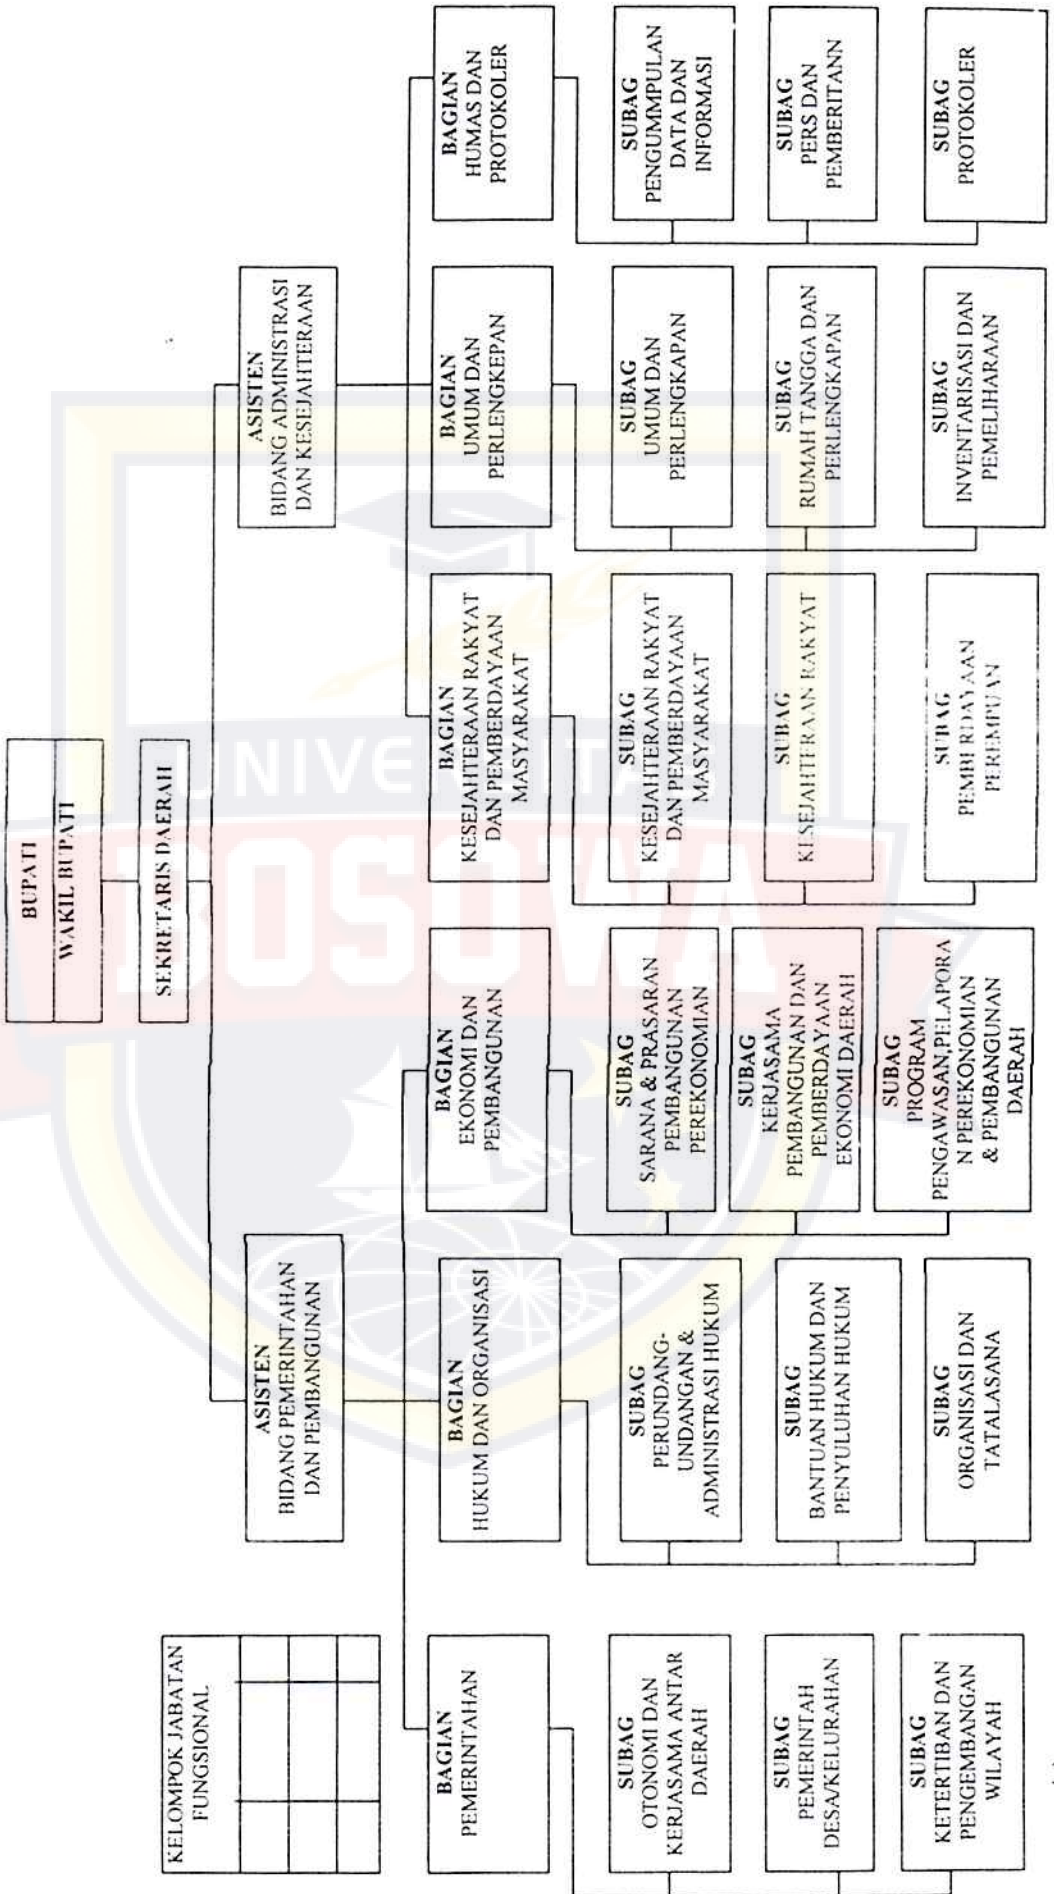 BUPATI
WAKIL BUPATI
SEKRETARIS DAERAH
KELOMPOK JABATAN
FUNGSIONAL
ASISTEN
BIDANG PEMERINTAHAN
DAN PEMBANGUNAN
ASISTEN
BIDANG ADMINISTRASI
DAN KESEJAHTERAAN
BAGIAN
PEMERINTAHAN
BAGIAN
HUKUM DAN ORGANISASI
BAGIAN
EKONOMI DAN
PEMBANGUNAN
BAGIAN
KESEJAHTERAAN RAKYAT
DAN PEMBERDAYAAN
MASYARAKAT
BAGIAN
UMUM DAN
PERLENGKEPAN
BAGIAN
HUMAS DAN
PROTOKOLER
SUBAG
OTONOMI DAN
KERJASAMA ANTAR
DAERAH
SUBAG
PERUNDANG-
UNDANGAN &
ADMINISTRASI HUKUM
SUBAG
SARANA & PRASARAN
PEMBANGUNAN
PEREKONOMIAN
SUBAG
KESEJAHTERAAN RAKYAT
DAN PEMBERDAYAAN
MASYARAKAT
SUBAG
UMUM DAN
PERLENGKAPAN
SUBAG
PENGUMMPULAN
DATA DAN
INFORMASI
SUBAG
PEMERINTAH
DESA/KELURAHAN
SUBAG
BANTUAN HUKUM DAN
PENYULUHAN HUKUM
SUBAG
KERJASAMA
PEMBANGUNAN DAN
PEMBERDAYAAN
EKONOMI DAERAH
SUBAG
KESEJAHTERAAN RAKYAT
SUBAG
RUMAH TANGGA DAN
PERLENGKAPAN
SUBAG
PERS DAN
PEMBERITANN
SUBAG
KETERTIBAN DAN
PENGEMBANGAN
WILAYAH
SUBAG
ORGANISASI DAN
TATALASANA
SUBAG
PROGRAM
PENGAWASAN,PELAPORA
N PEREKONOMIAN
& PEMBANGUNAN
DAERAH
SUBAG
PEMBERDAYAAN
PEREMPUAN
SUBAG
INVENTARISASI DAN
PEMELIHARAAN
SUBAG
PROTOKOLER
UNIVERSITAS
BOSOWA